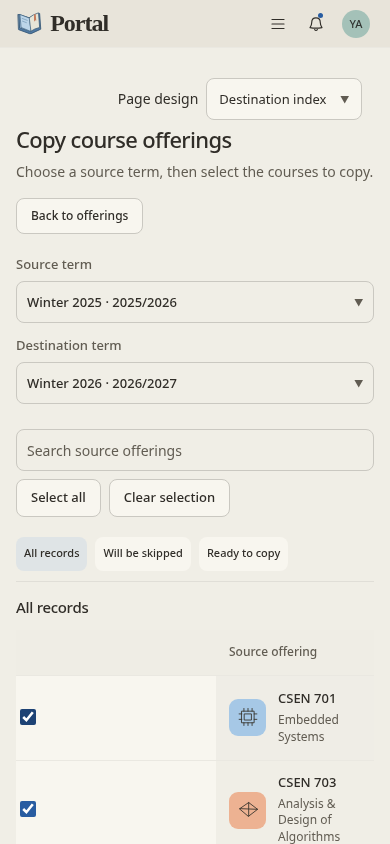 Portal
YA
Page design
Destination index
Copy course offerings
Choose a source term, then select the courses to copy.
Back to offerings
Source term
Winter 2025 · 2025/2026
Destination term
Winter 2026 · 2026/2027
Search source offerings
Select all
Clear selection
All records
Will be skipped
Ready to copy
All records
Source offering
CSEN 701
Embedded
Systems
CSEN 703
Analysis &
Design of
Algorithms